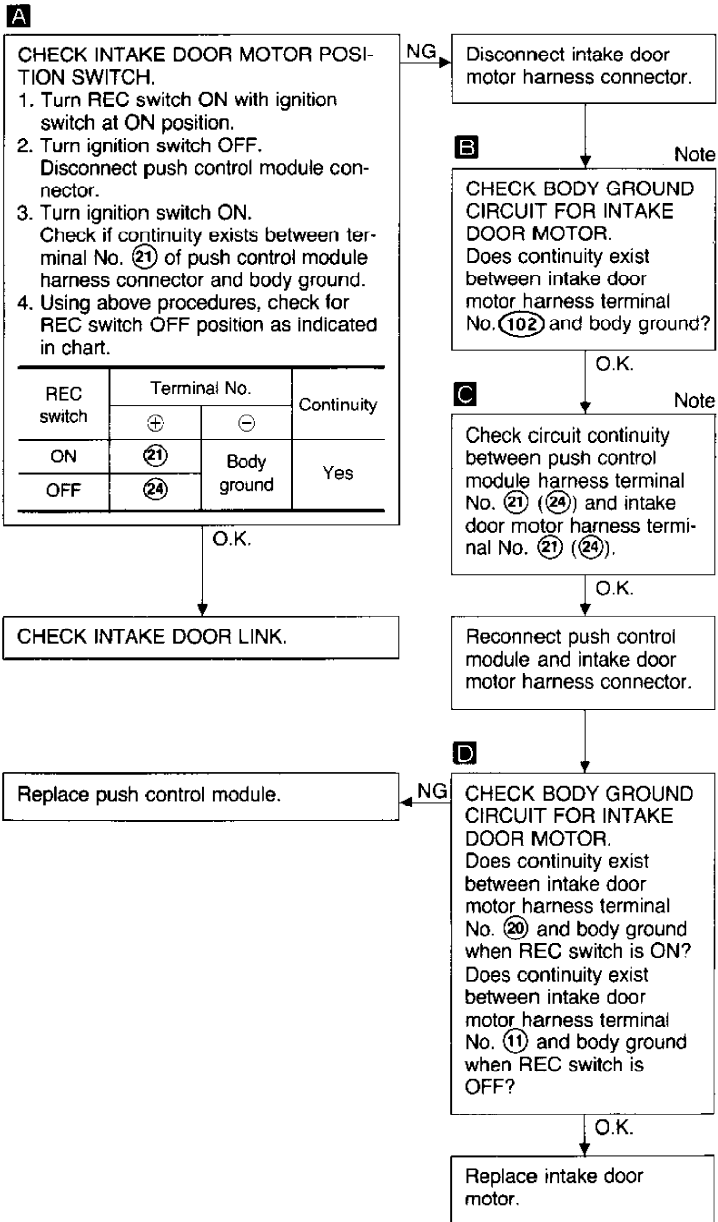 A
CHECK INTAKE DOOR MOTOR POSI-
TION SWITCH.
1. Turn REC switch ON with ignition
switch at ON position.
2. Turn ignition switch OFF.
Disconnect push control module con-
nector.
3. Turn ignition switch ON.
Check if continuity exists between ter-
minal No. 21 of push control module
harness connector and body ground.
4. Using above procedures, check for
REC switch OFF position as indicated
in chart.
REC switch
Terminal No.
Continuity
⊕
⊖
ON
21
Body ground
Yes
OFF
24
O.K.
CHECK INTAKE DOOR LINK.
NG
Disconnect intake door
motor harness connector.
B
Note
CHECK BODY GROUND
CIRCUIT FOR INTAKE
DOOR MOTOR.
Does continuity exist
between intake door
motor harness terminal
No. 102 and body ground?
O.K.
C
Note
Check circuit continuity
between push control
module harness terminal
No. 21 (24) and intake
door motor harness termi-
nal No. 21 (24).
O.K.
Reconnect push control
module and intake door
motor harness connector.
D
NG
Replace push control module.
CHECK BODY GROUND
CIRCUIT FOR INTAKE
DOOR MOTOR.
Does continuity exist
between intake door
motor harness terminal
No. 20 and body ground
when REC switch is ON?
Does continuity exist
between intake door
motor harness terminal
No. 11 and body ground
when REC switch is
OFF?
O.K.
Replace intake door
motor.